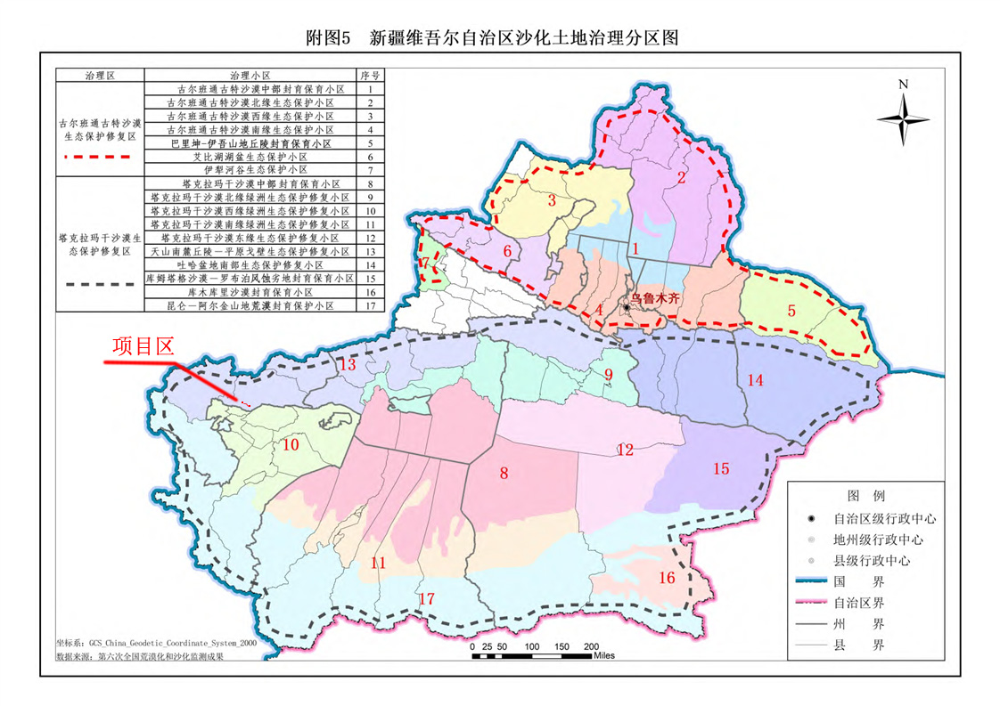 附图5 新疆维吾尔自治区沙化土地治理分区图
治理区 治理小区 序号
古尔班通古特沙漠生态保护修复区
古尔班通古特沙漠中部封育保育小区 1
古尔班通古特沙漠北缘生态保护小区 2
古尔班通古特沙漠西缘生态保护小区 3
古尔班通古特沙漠南缘生态保护小区 4
巴里坤-伊吾山地丘陵封育保育小区 5
艾比湖湖盆生态保护小区 6
伊犁河谷生态保护小区 7
塔克拉玛干沙漠生态保护修复区
塔克拉玛干沙漠中部封育保育小区 8
塔克拉玛干沙漠北缘绿洲生态保护修复小区 9
塔克拉玛干沙漠西缘绿洲生态保护修复小区 10
塔克拉玛干沙漠南缘绿洲生态保护修复小区 11
塔克拉玛干沙漠东缘生态保护小区 12
天山南麓丘陵—平原戈壁生态保护修复小区 13
吐哈盆地南部生态保护修复小区 14
库姆塔格沙漠—罗布泊风蚀劣地封育保育小区 15
库木库里沙漠封育保育小区 16
昆仑—阿尔金山地荒漠封育保护小区 17
N
2
3
6
1
7
乌鲁木齐
4
5
项目区
13
9
14
10
12
8
15
11
16
17
图 例
自治区级行政中心
地州级行政中心
县级行政中心
国 界
自治区界
州 界
县 界
坐标系：GCS_China_Geodetic_Coordinate_System_2000
数据来源：第六次全国荒漠化和沙化监测成果
0 25 50 100 150 200
Miles